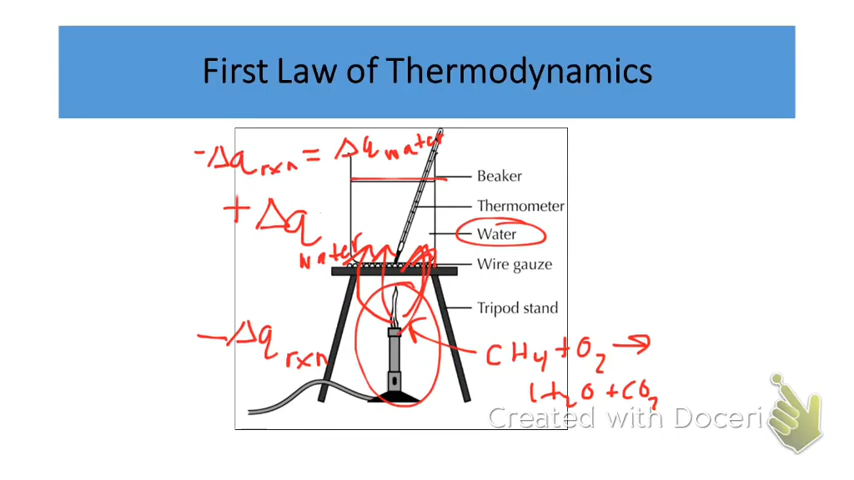 First Law of Thermodynamics
-Δq rxn = Δq water
Beaker
Thermometer
+Δq water
Water
Wire gauze
Tripod stand
-Δq rxn
CH4 + O2 →
H2O + CO2
Created with Doceri